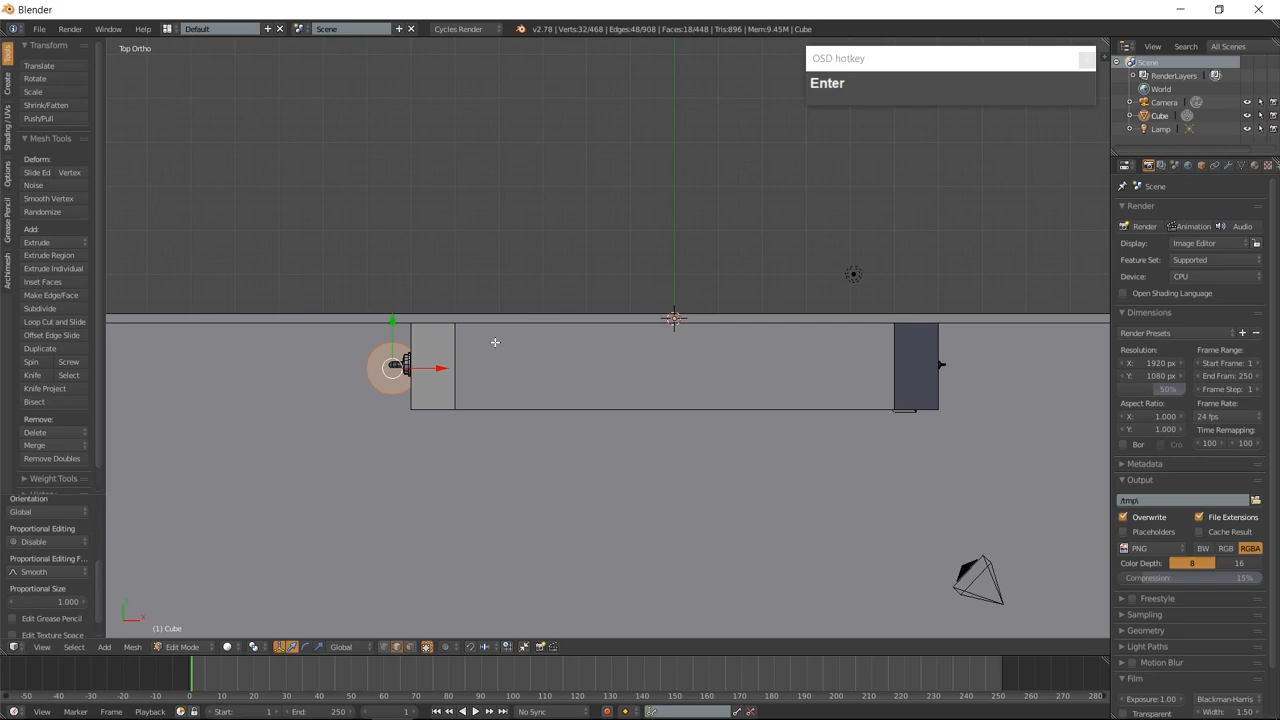 Blender
File
Render
Window
Help
Default
Scene
Cycles Render
v2.78 | Verts:32/468 | Edges:48/908 | Faces:18/448 | Tris:896 | Mem:9.45M | Cube
Tools
Create
Shading / UVs
Options
Grease Pencil
Archimesh
Transform
Translate
Rotate
Scale
Shrink/Fatten
Push/Pull
Mesh Tools
Deform:
Slide Ed
Vertex
Noise
Smooth Vertex
Randomize
Add:
Extrude
Extrude Region
Extrude Individual
Inset Faces
Make Edge/Face
Subdivide
Loop Cut and Slide
Offset Edge Slide
Duplicate
Spin
Screw
Knife
Select
Knife Project
Bisect
Remove:
Delete
Merge
Remove Doubles
Weight Tools
Orientation
Global
Proportional Editing
Disable
Proportional Editing F...
Smooth
Proportional Size
1.000
Edit Grease Pencil
Edit Texture Space
Top Ortho
OSD hotkey
Enter
(1) Cube
View
Select
Add
Mesh
Edit Mode
Global
-50 -40 -30 -20 -10 0 10 20 30 40 50 60 70 80 90 100 110 120 130 140 150 160 170 180 190 200 210 220 230 240 250 260 270 280
View
Marker
Frame
Playback
Start: 1
End: 250
1
No Sync
View
Search
All Scenes
Scene
RenderLayers
World
Camera
Cube
Lamp
Scene
Render
Render
Animation
Audio
Display:
Image Editor
Feature Set:
Supported
Device:
CPU
Open Shading Language
Dimensions
Render Presets
Resolution:
Frame Range:
X: 1920 px
Start Frame: 1
Y: 1080 px
End Fram: 250
50%
Frame Step: 1
Aspect Ratio:
Frame Rate:
X: 1.000
24 fps
Y: 1.000
Time Remapping:
Bor
Cro
100
100
Metadata
Output
/tmp\
Overwrite
File Extensions
Placeholders
Cache Result
PNG
BW
RGB
RGBA
Color Depth:
8
16
Compression:
15%
Freestyle
Sampling
Geometry
Light Paths
Motion Blur
Film
Exposure:1.00
Blackman-Harris
Transparent
Width: 1.50